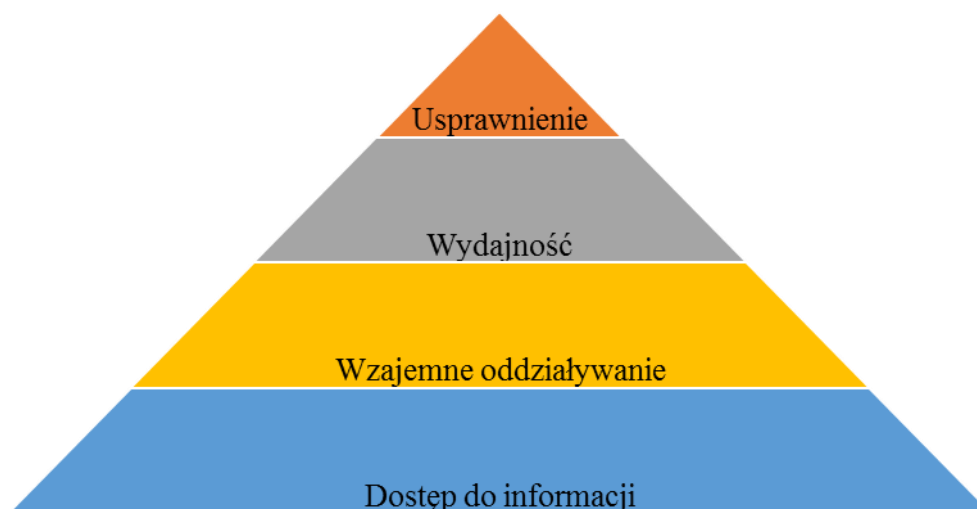 Usprawnienie
Wydajność
Wzajemne oddziaływanie
Dostęp do informacji